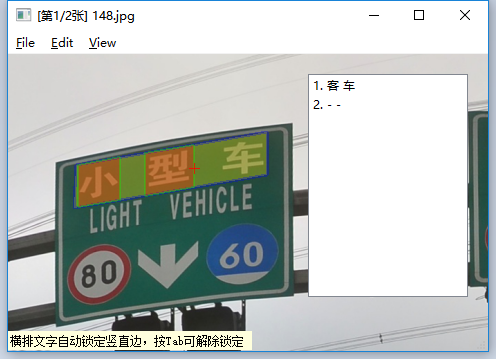 [第1/2张] 148.jpg
File Edit View
1. 客 车
2. - -
小 型 车
LIGHT VEHICLE
80
60
横排文字自动锁定竖直边，按Tab可解除锁定